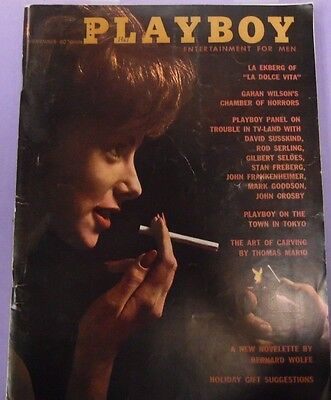 NOVEMBER 60 cents
PLAYBOY
ENTERTAINMENT FOR MEN
LA EKBERG OF
"LA DOLCE VITA"
GAHAN WILSON'S
CHAMBER OF HORRORS
PLAYBOY PANEL ON
TROUBLE IN TV-LAND WITH
DAVID SUSSKIND,
ROD SERLING,
GILBERT SELDES,
STAN FREBERG,
JOHN FRANKENHEIMER,
MARK GOODSON,
JOHN CROSBY
PLAYBOY ON THE
TOWN IN TOKYO
THE ART OF CARVING
BY THOMAS MARIO
A NEW NOVELETTE BY
BERNARD WOLFE
HOLIDAY GIFT SUGGESTIONS